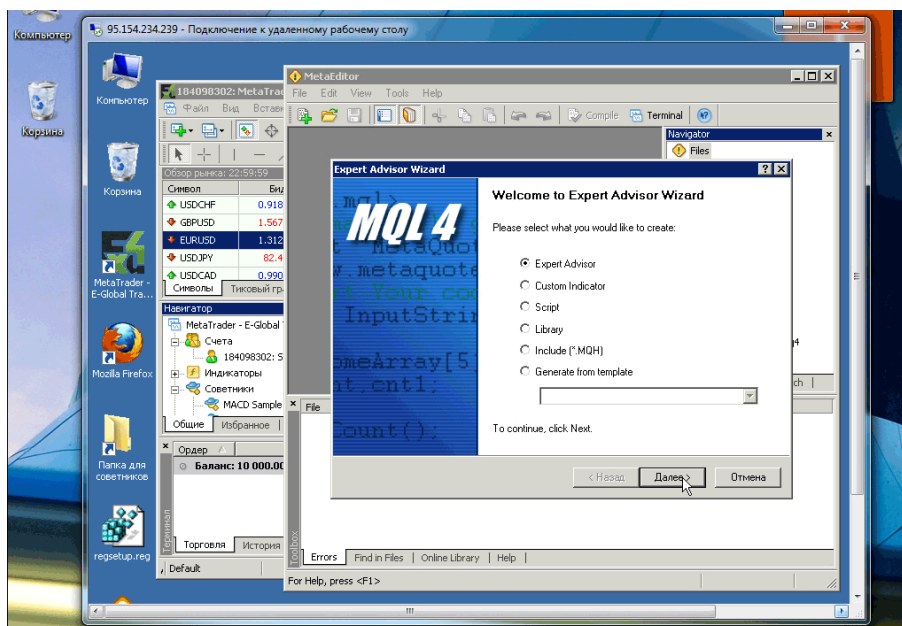 Компьютер
Корзина
95.154.234.239 - Подключение к удаленному рабочему столу
Компьютер
Корзина
MetaTrader -
E-Global Tra...
Mozilla Firefox
Папка для
советников
regsetup.reg
184098302: MetaTrad
Файл Вид Встав
Обзор рынка: 22:59:59
Символ Бид
USDCHF 0.918
GBPUSD 1.567
EURUSD 1.312
USDJPY 82.4
USDCAD 0.990
Символы Тиковый гр
Навигатор
MetaTrader - E-Global
Счета
184098302: S
Индикаторы
Советники
MACD Sample
Общие Избранное
Ордер
Баланс: 10 000.00
Терминал
Торговля История
Default
MetaEditor
File Edit View Tools Help
Compile Terminal
Navigator
Files
Expert Advisor Wizard
MQL 4
Welcome to Expert Advisor Wizard
Please select what you would like to create:
Expert Advisor
Custom Indicator
Script
Library
Include (*.MQH)
Generate from template
To continue, click Next.
< Назад Далее > Отмена
.metaquote
Your cod
InputStrin
omeArray[5
nt,cnt1;
Count();
q4
ch
File
Toolbox
Errors Find in Files Online Library Help
For Help, press <F1>